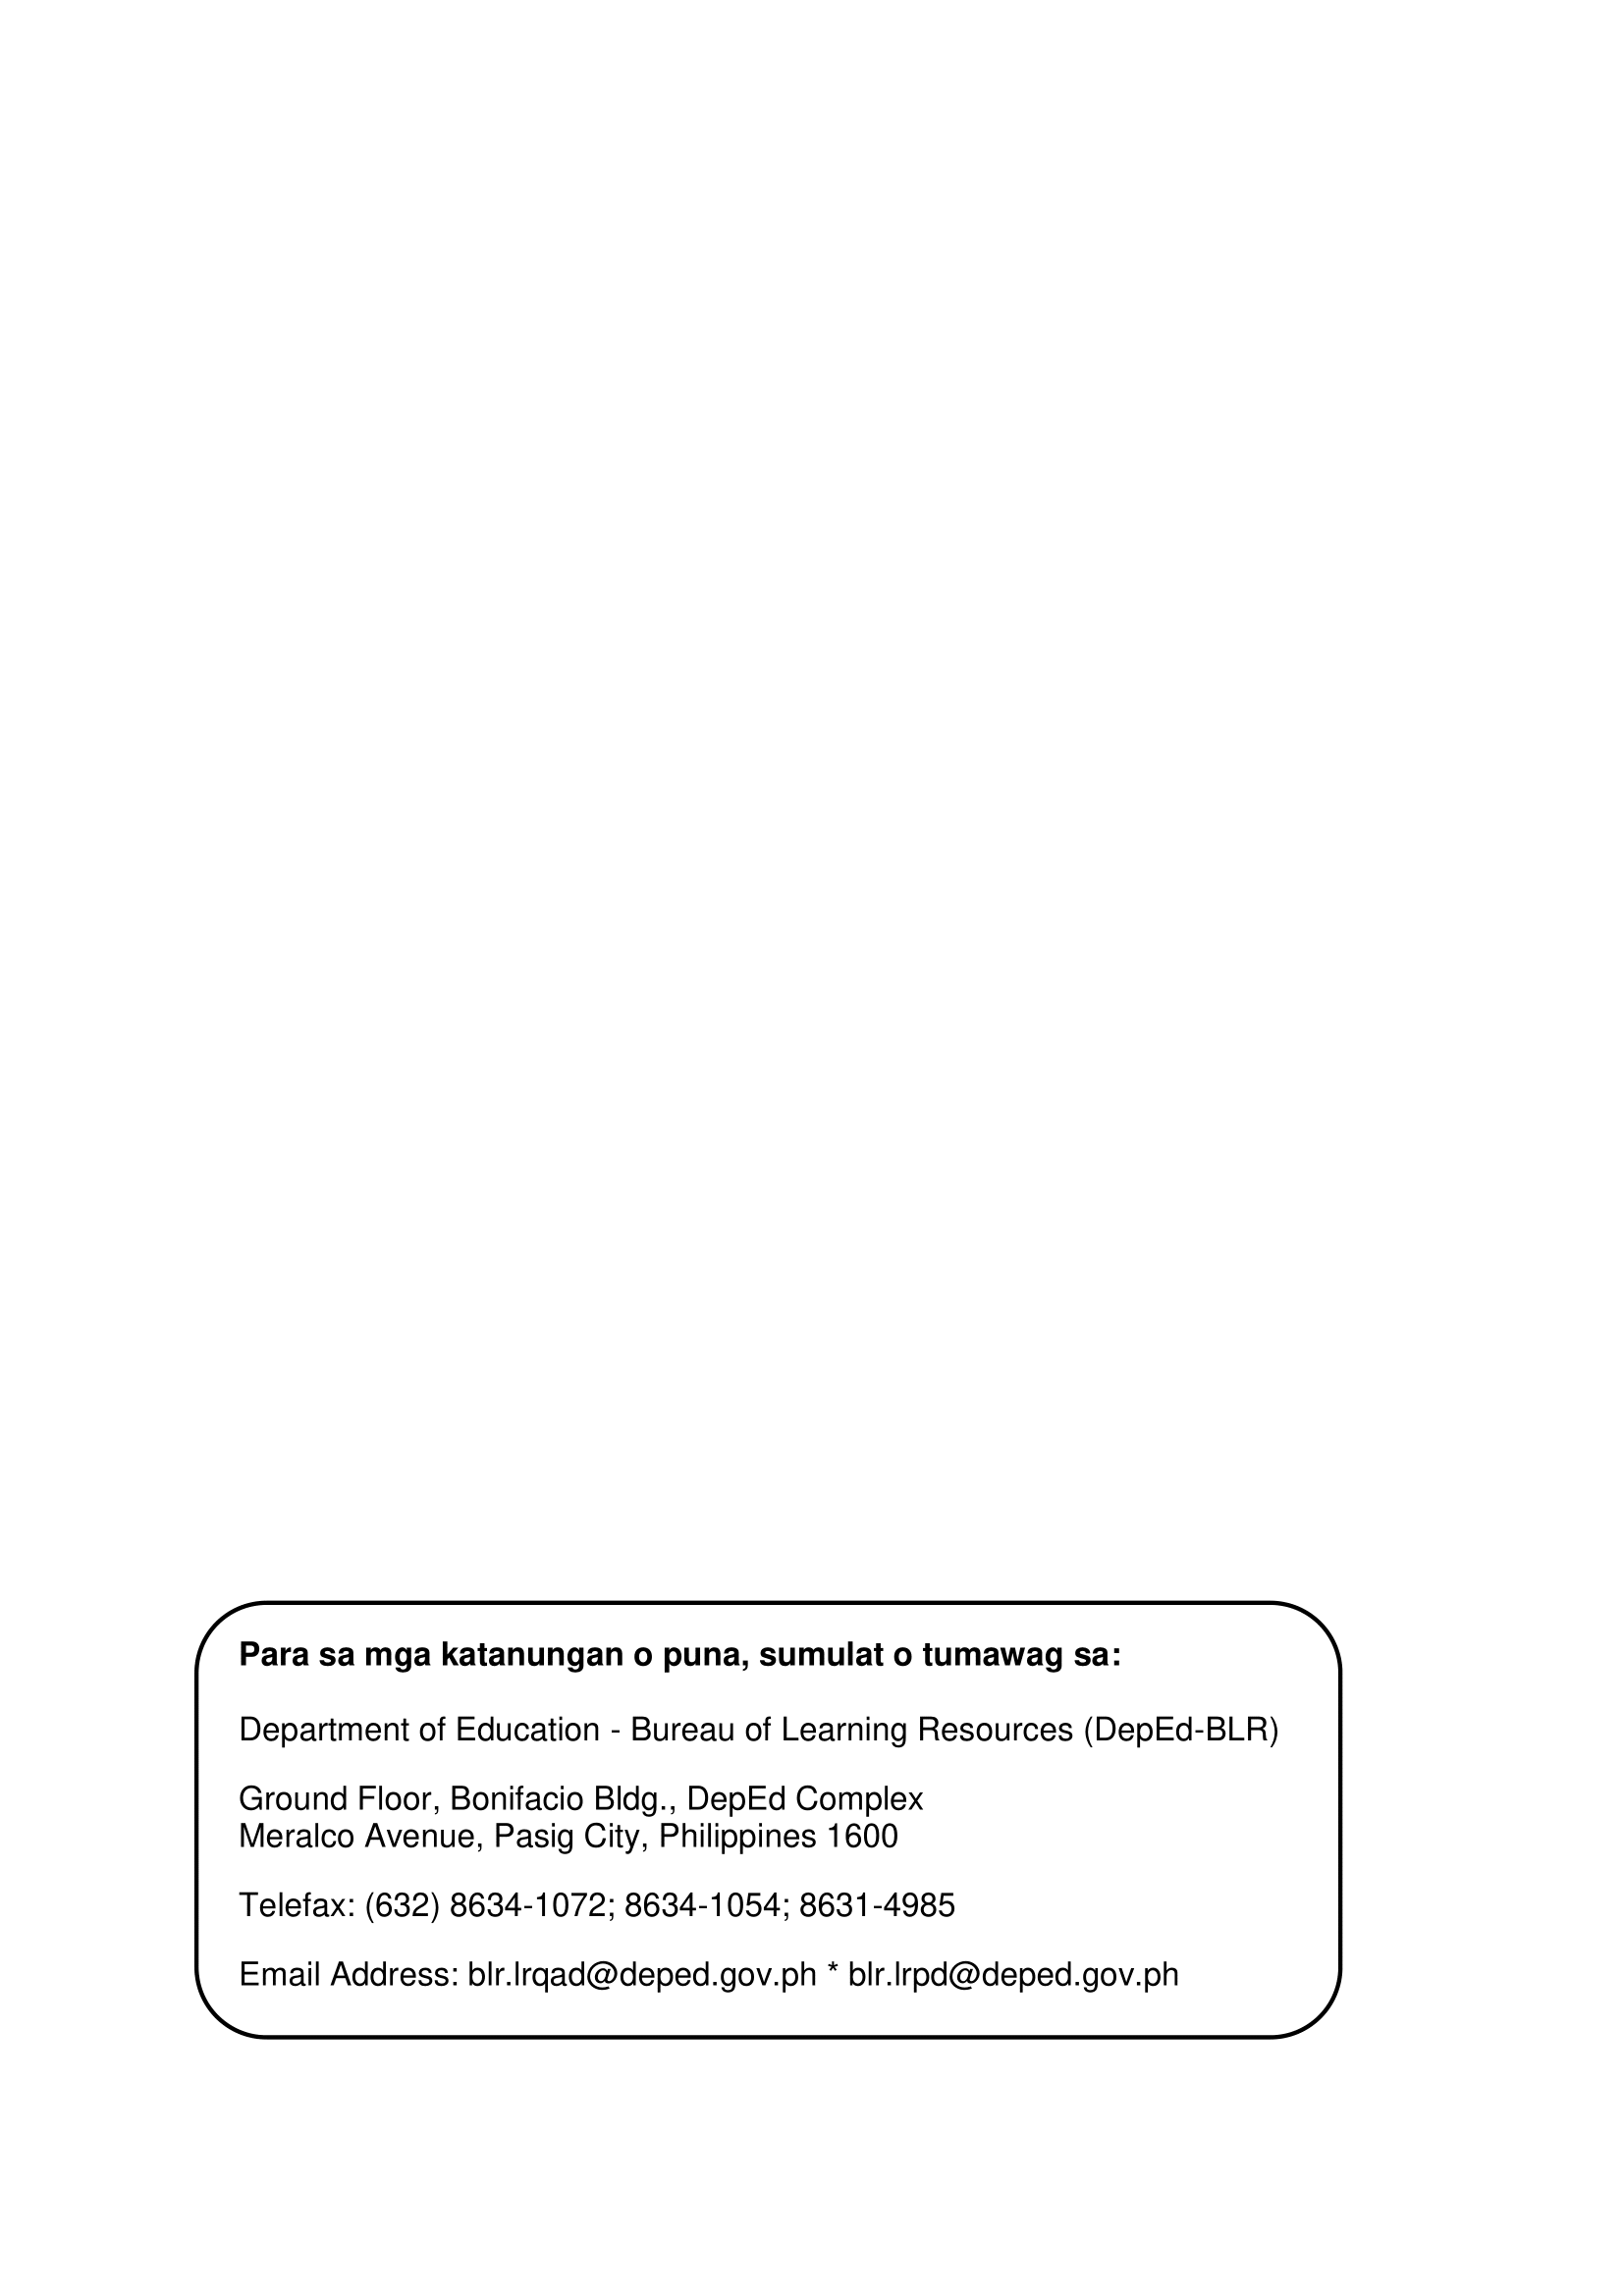 Para sa mga katanungan o puna, sumulat o tumawag sa:
Department of Education - Bureau of Learning Resources (DepEd-BLR)
Ground Floor, Bonifacio Bldg., DepEd Complex
Meralco Avenue, Pasig City, Philippines 1600
Telefax: (632) 8634-1072; 8634-1054; 8631-4985
Email Address: blr.lrqad@deped.gov.ph * blr.lrpd@deped.gov.ph